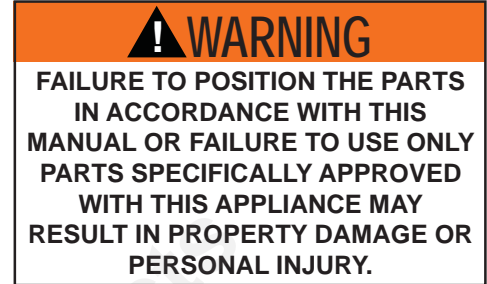 ! WARNING
FAILURE TO POSITION THE PARTS
IN ACCORDANCE WITH THIS
MANUAL OR FAILURE TO USE ONLY
PARTS SPECIFICALLY APPROVED
WITH THIS APPLIANCE MAY
RESULT IN PROPERTY DAMAGE OR
PERSONAL INJURY.